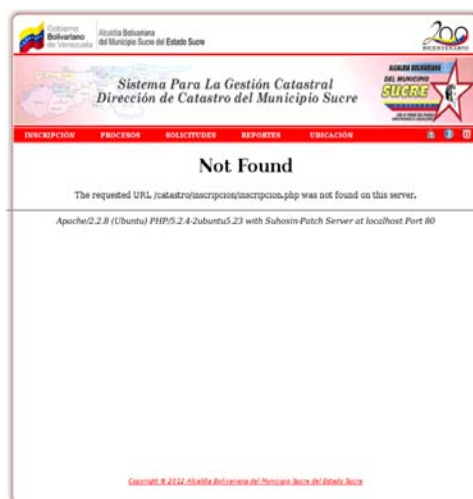 Gobierno
Bolivariano
de Venezuela
Alcaldía Bolivariana
del Municipio Sucre del Estado Sucre
200
BICENTENARIO
Sistema Para La Gestión Catastral
Dirección de Catastro del Municipio Sucre
ALCALDIA BOLIVARIANA
DEL MUNICIPIO
SUCRE
INSCRIPCIÓN PROCESOS SOLICITUDES REPORTES UBICACIÓN
Not Found
The requested URL /catastro/inscripcion/inscripcion.php was not found on this server.
Apache/2.2.8 (Ubuntu) PHP/5.2.4-2ubuntu5.23 with Suhosin-Patch Server at localhost Port 80
Copyright © 2012 Alcaldía Bolivariana del Municipio Sucre del Estado Sucre